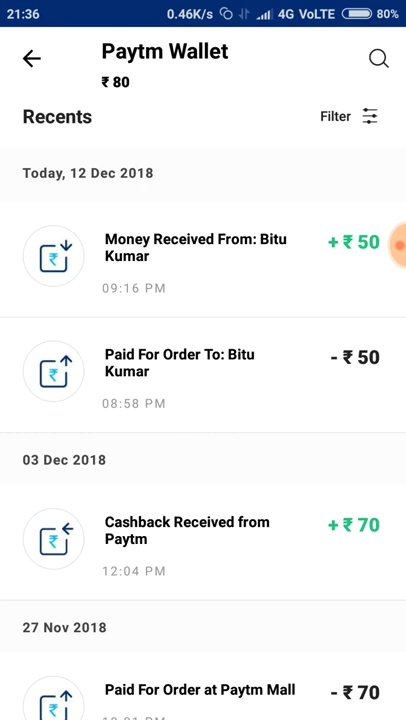 21:36 0.46K/s 4G VoLTE 80%
Paytm Wallet
₹ 80
Recents Filter
Today, 12 Dec 2018
Money Received From: Bitu + ₹ 50
Kumar
09:16 PM
Paid For Order To: Bitu - ₹ 50
Kumar
08:58 PM
03 Dec 2018
Cashback Received from + ₹ 70
Paytm
12:04 PM
27 Nov 2018
Paid For Order at Paytm Mall - ₹ 70